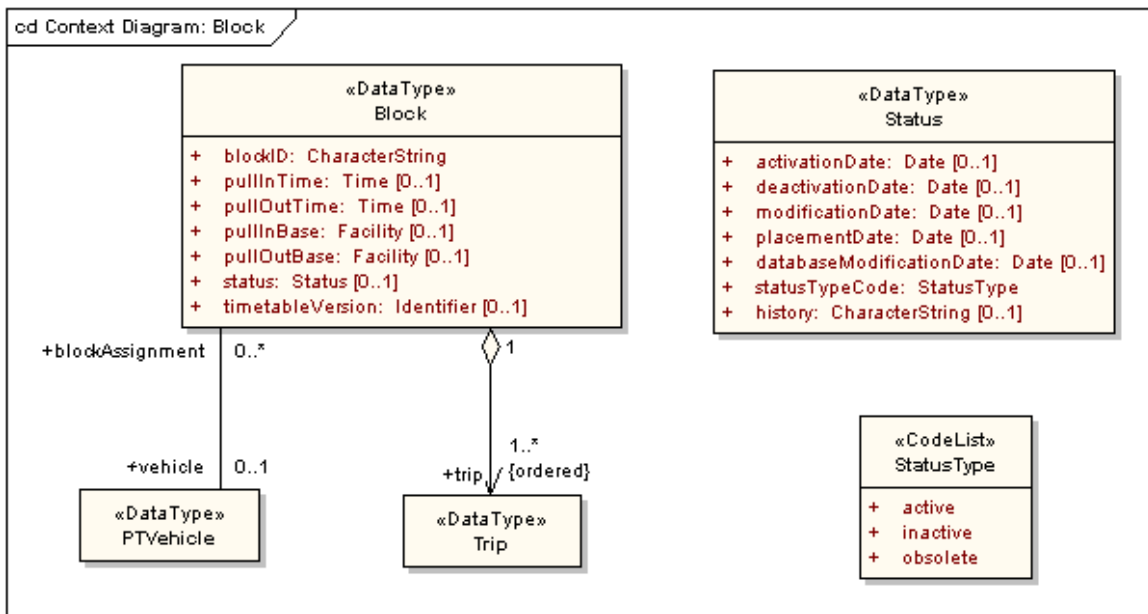 cd Context Diagram: Block
«DataType»
Block
+ blockID: CharacterString
+ pullInTime: Time [0..1]
+ pullOutTime: Time [0..1]
+ pullInBase: Facility [0..1]
+ pullOutBase: Facility [0..1]
+ status: Status [0..1]
+ timetableVersion: Identifier [0..1]
«DataType»
Status
+ activationDate: Date [0..1]
+ deactivationDate: Date [0..1]
+ modificationDate: Date [0..1]
+ placementDate: Date [0..1]
+ databaseModificationDate: Date [0..1]
+ statusTypeCode: StatusType
+ history: CharacterString [0..1]
+blockAssignment 0..*
1
+vehicle 0..1
1..*
+trip {ordered}
«DataType»
PTVehicle
«DataType»
Trip
«CodeList»
StatusType
+ active
+ inactive
+ obsolete